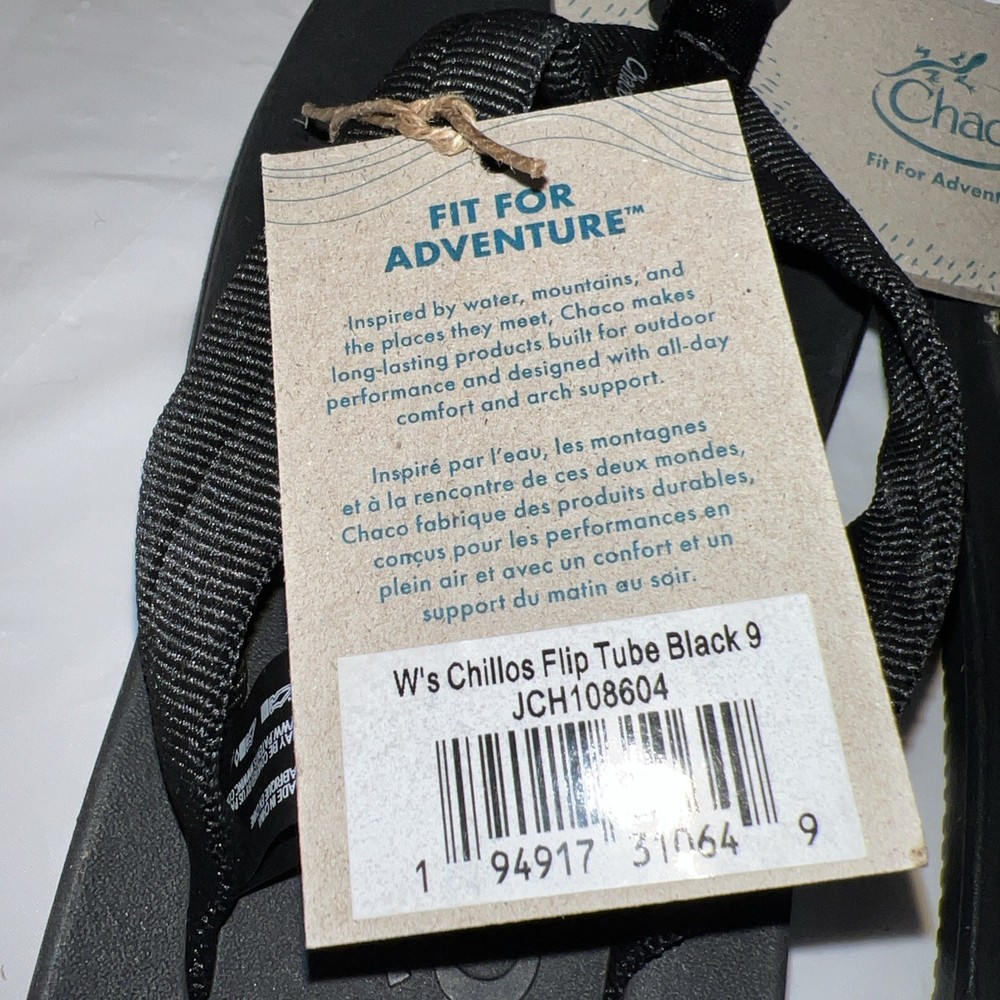 Chaco
Fit For Advent
FIT FOR
ADVENTURE™
Inspired by water, mountains, and
the places they meet, Chaco makes
long-lasting products built for outdoor
performance and designed with all-day
comfort and arch support.
Inspiré par l'eau, les montagnes
et à la rencontre de ces deux mondes,
Chaco fabrique des produits durables,
conçus pour les performances en
plein air et avec un confort et un
support du matin au soir.
W's Chillos Flip Tube Black 9
JCH108604
1 94917 31064 9